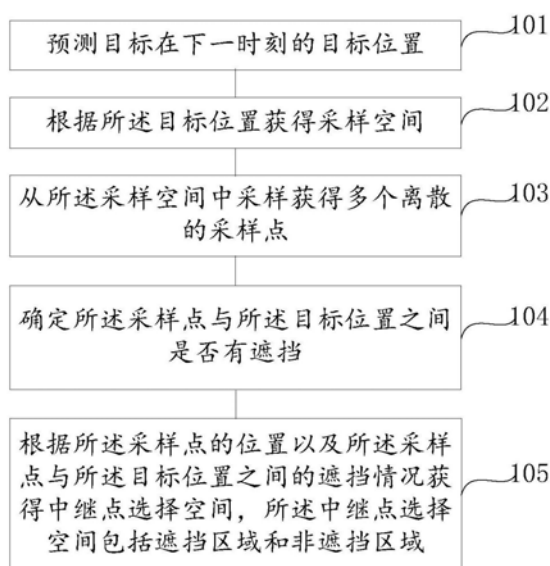 预测目标在下一时刻的目标位置
101
根据所述目标位置获得采样空间
102
从所述采样空间中采样获得多个离散
的采样点
103
确定所述采样点与所述目标位置之间
是否有遮挡
104
根据所述采样点的位置以及所述采样
点与所述目标位置之间的遮挡情况获
得中继点选择空间，所述中继点选择
空间包括遮挡区域和非遮挡区域
105